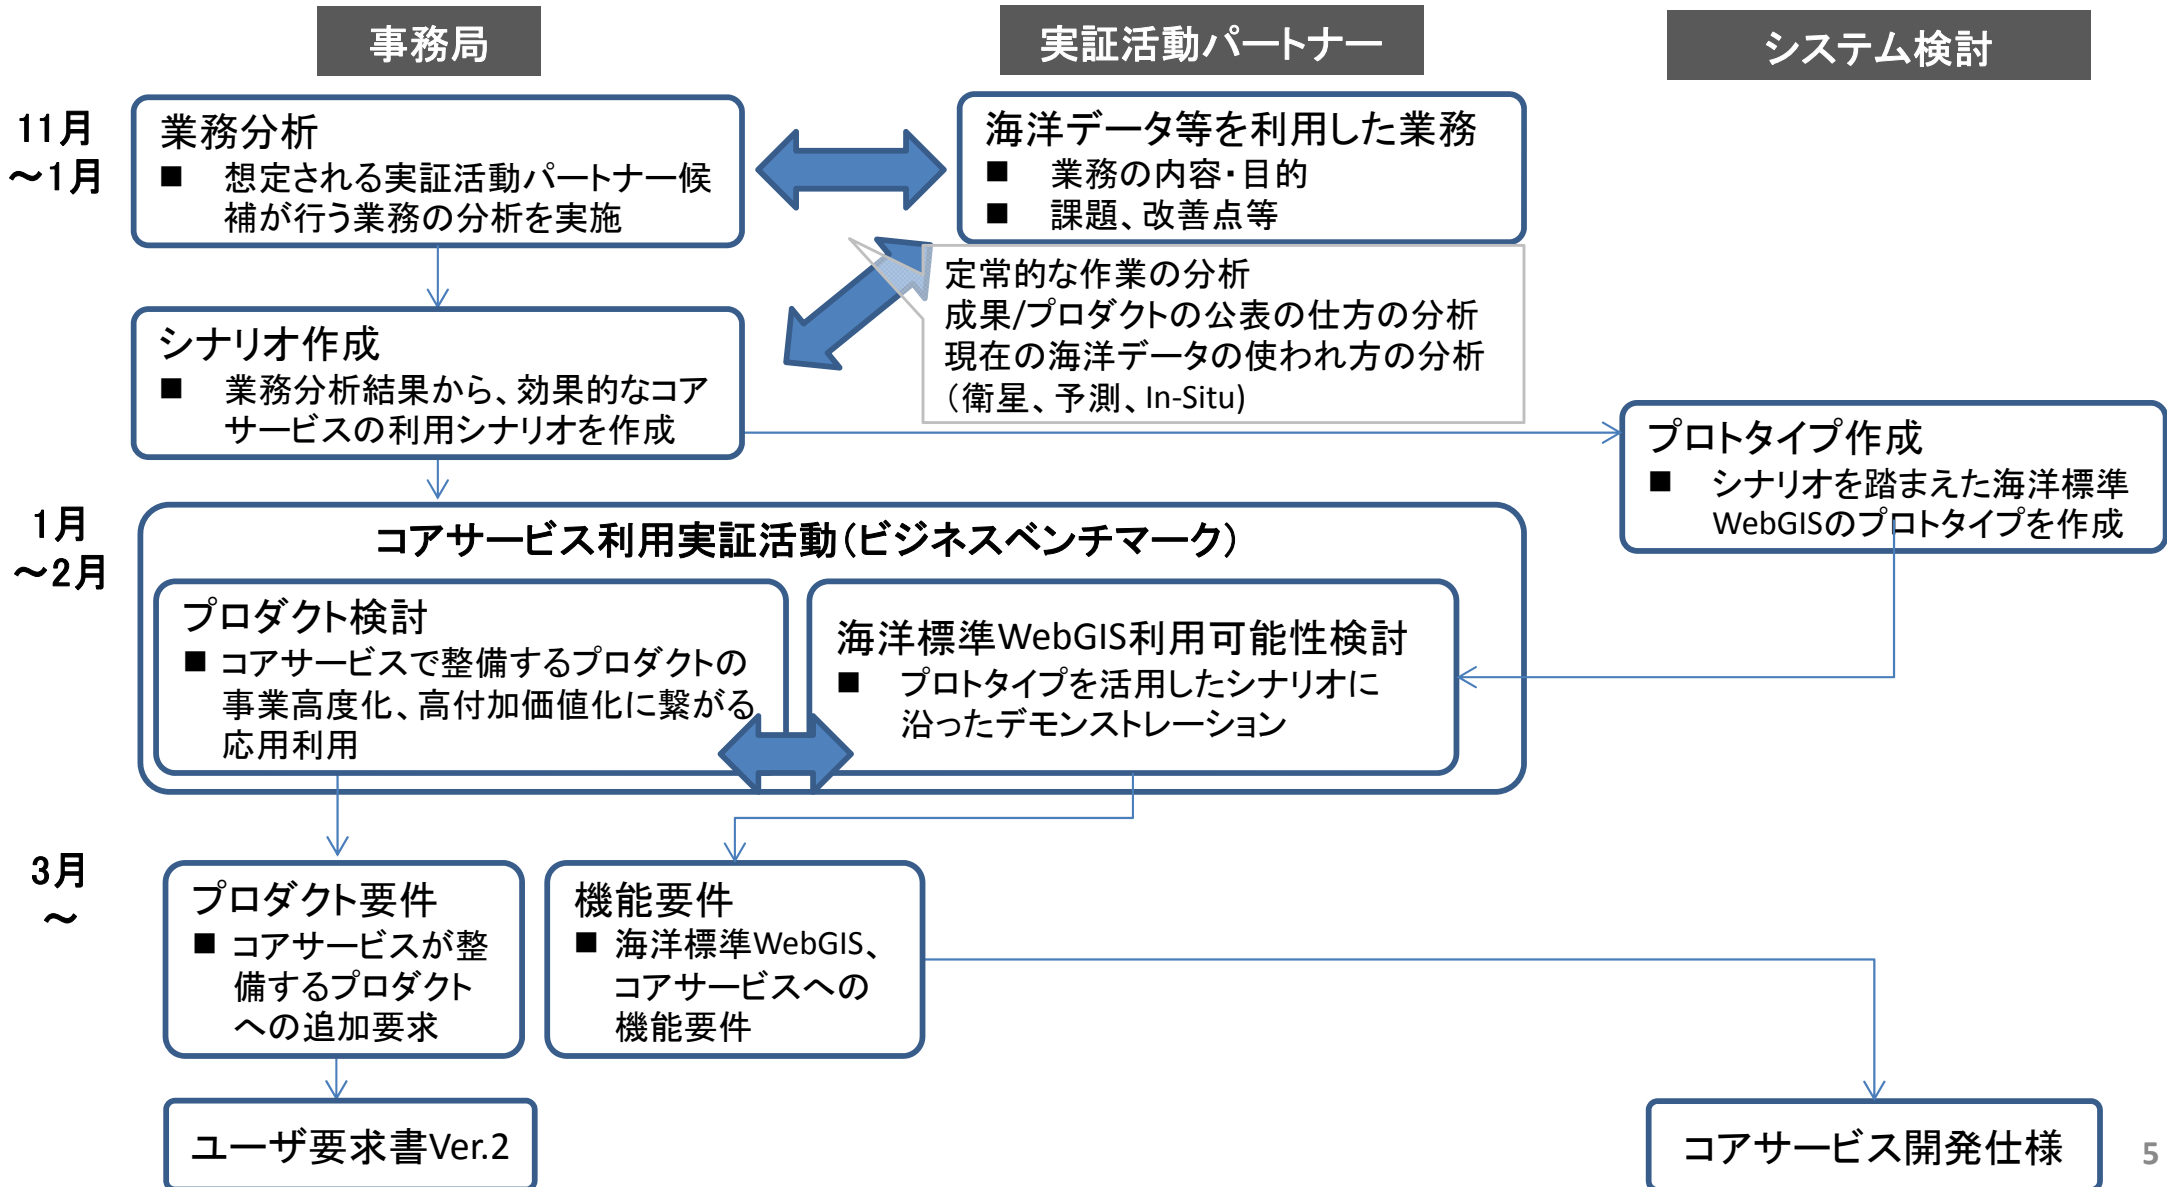 事務局
実証活動パートナー
システム検討
11月
～1月
業務分析
■ 想定される実証活動パートナー候
補が行う業務の分析を実施
海洋データ等を利用した業務
■ 業務の内容・目的
■ 課題、改善点等
定常的な作業の分析
成果/プロダクトの公表の仕方の分析
現在の海洋データの使われ方の分析
（衛星、予測、In-Situ)
シナリオ作成
■ 業務分析結果から、効果的なコア
サービスの利用シナリオを作成
プロトタイプ作成
■ シナリオを踏まえた海洋標準
WebGISのプロトタイプを作成
1月
～2月
コアサービス利用実証活動（ビジネスベンチマーク）
プロダクト検討
■ コアサービスで整備するプロダクトの
事業高度化、高付加価値化に繋がる
応用利用
海洋標準WebGIS利用可能性検討
■ プロトタイプを活用したシナリオに
沿ったデモンストレーション
3月
～
プロダクト要件
■ コアサービスが整
備するプロダクト
への追加要求
機能要件
■ 海洋標準WebGIS、
コアサービスへの
機能要件
ユーザ要求書Ver.2
コアサービス開発仕様
5